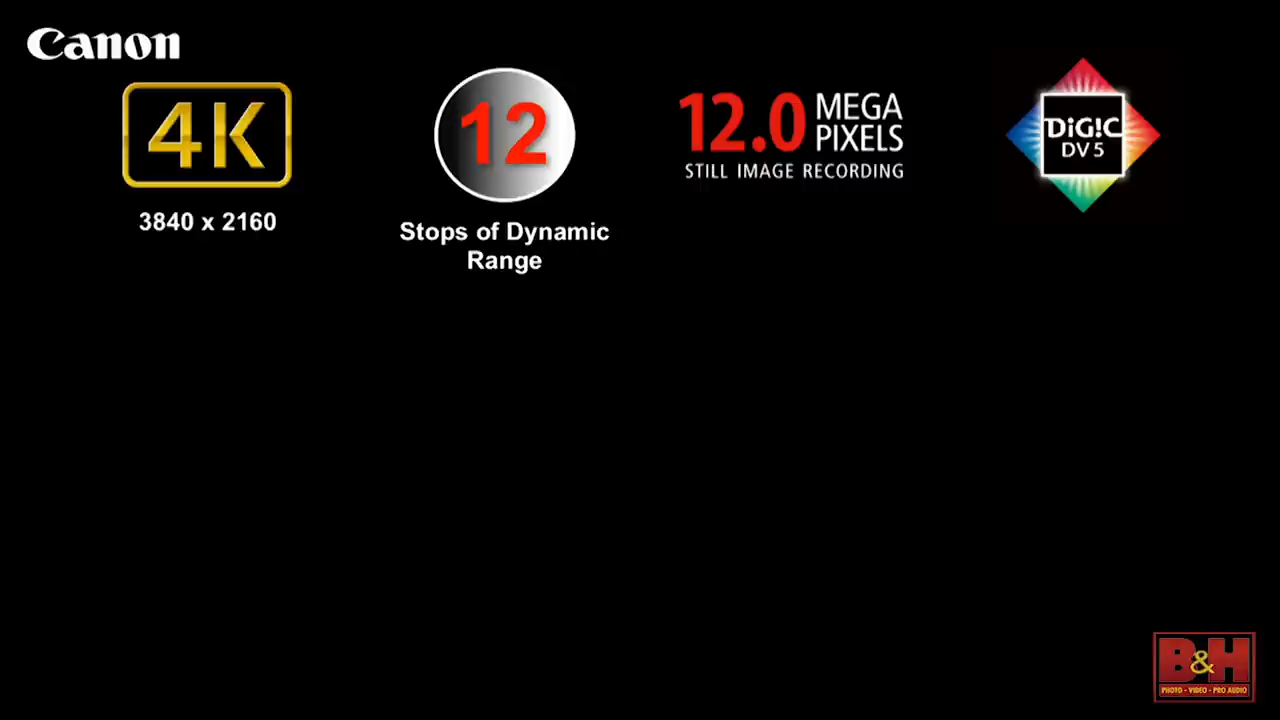 Canon
4K
3840 x 2160
12
Stops of Dynamic
Range
12.0 MEGA
PIXELS
STILL IMAGE RECORDING
DiG!C
DV 5
B&H
PHOTO - VIDEO - PRO AUDIO